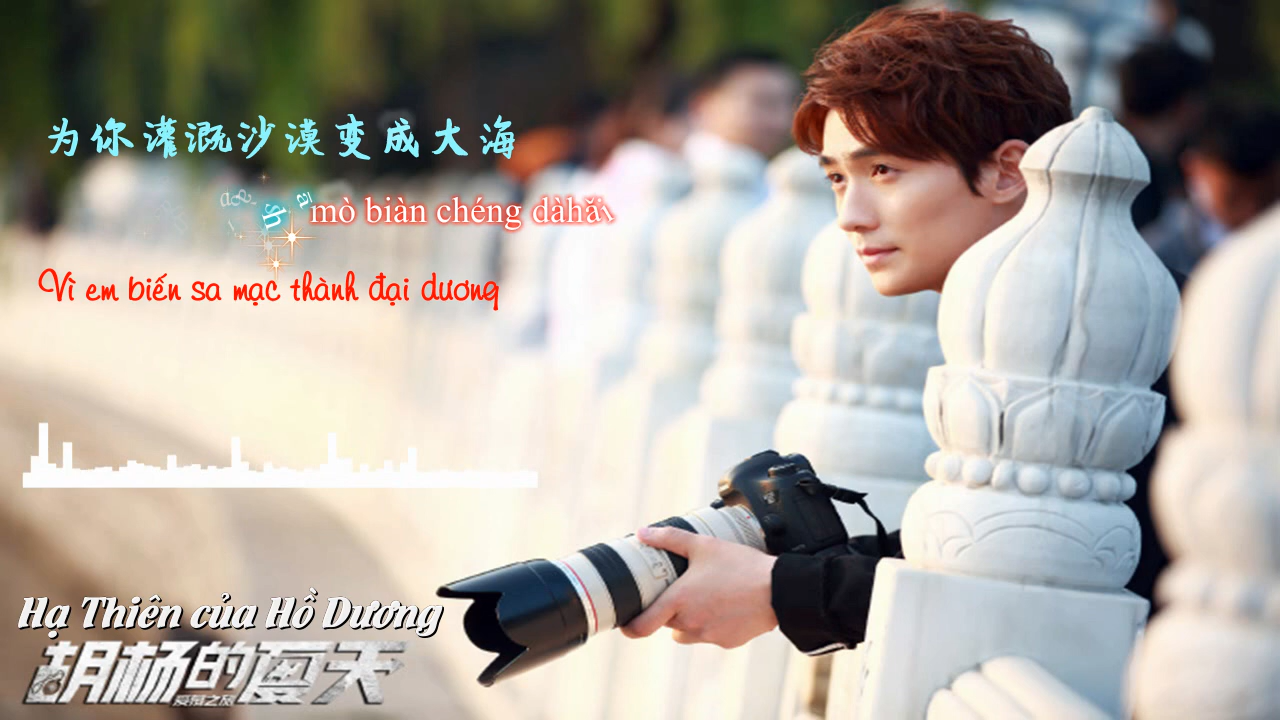 为你灌溉沙漠变成大海
mò biàn chéng dàhǎi
Vì em biến sa mạc thành đại dương
Hạ Thiên của Hồ Dương
胡杨的夏天